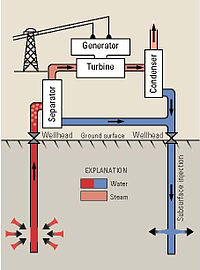 Generator
Turbine
Condenser
Separator
Wellhead
Ground surface
Wellhead
EXPLANATION
Water
Steam
Subsurface injection